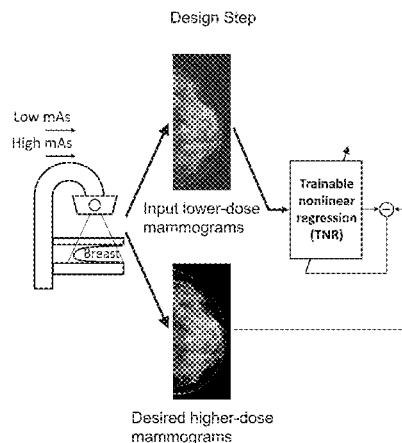 Design Step
Low mAs
High mAs
Breast
Input lower-dose
mammograms
Trainable
nonlinear
regression
(TNR)
Desired higher-dose
mammograms